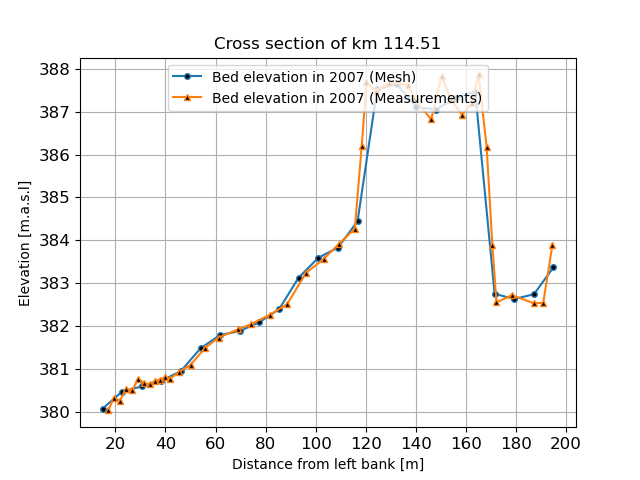 Cross section of km 114.51
Bed elevation in 2007 (Mesh)
Bed elevation in 2007 (Measurements)
Elevation [m.a.s.l]
388
387
386
385
384
383
382
381
380
20 40 60 80 100 120 140 160 180 200
Distance from left bank [m]